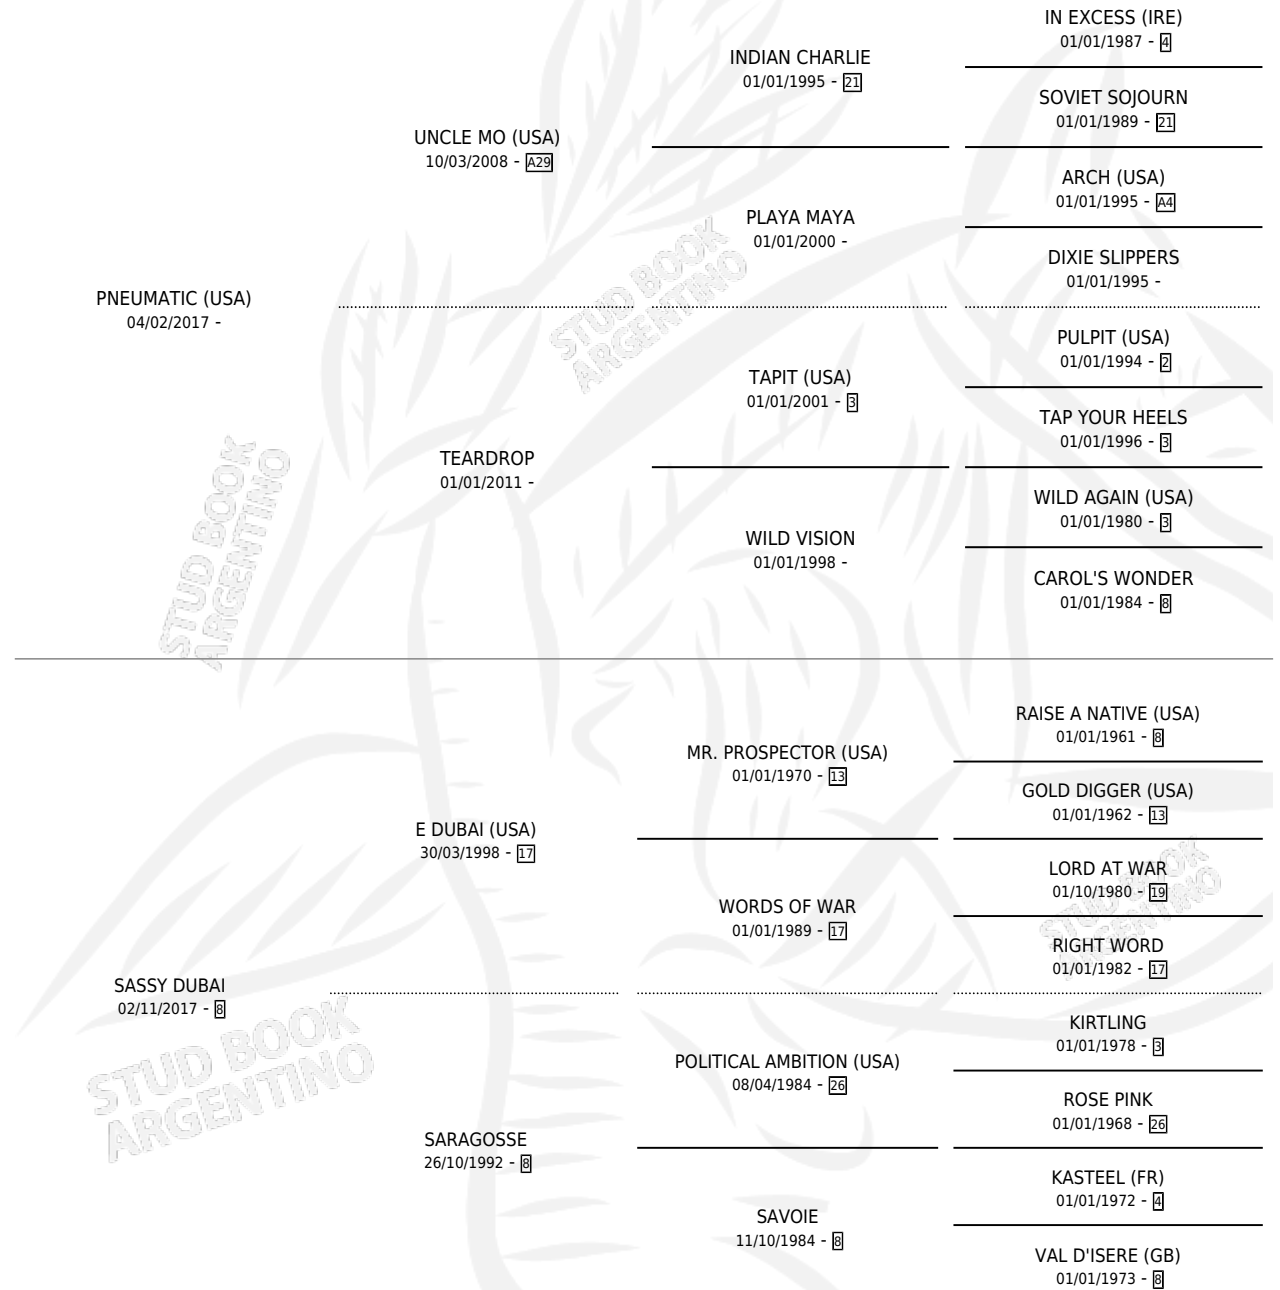 IN EXCESS (IRE)
01/01/1987 - 4
INDIAN CHARLIE
01/01/1995 - 21
SOVIET SOJOURN
01/01/1989 - 21
UNCLE MO (USA)
10/03/2008 - A29
ARCH (USA)
01/01/1995 - A4
PLAYA MAYA
01/01/2000 -
DIXIE SLIPPERS
01/01/1995 -
PNEUMATIC (USA)
04/02/2017 -
PULPIT (USA)
01/01/1994 - 2
TAPIT (USA)
01/01/2001 - 3
TAP YOUR HEELS
01/01/1996 - 3
TEARDROP
01/01/2011 -
WILD AGAIN (USA)
01/01/1980 - 3
WILD VISION
01/01/1998 -
CAROL'S WONDER
01/01/1984 - 8
RAISE A NATIVE (USA)
01/01/1961 - 8
MR. PROSPECTOR (USA)
01/01/1970 - 13
GOLD DIGGER (USA)
01/01/1962 - 13
E DUBAI (USA)
30/03/1998 - 17
LORD AT WAR
01/10/1980 - 19
WORDS OF WAR
01/01/1989 - 17
RIGHT WORD
01/01/1982 - 17
SASSY DUBAI
02/11/2017 - 8
KIRTLING
01/01/1978 - 3
POLITICAL AMBITION (USA)
08/04/1984 - 26
ROSE PINK
01/01/1968 - 26
SARAGOSSE
26/10/1992 - 8
KASTEEL (FR)
01/01/1972 - 4
SAVOIE
11/10/1984 - 8
VAL D'ISERE (GB)
01/01/1973 - 8
STUD BOOK
ARGENTINO
STUD BOOK
ARGENTINO
STUD BOOK
ARGENTINO
STUD BOOK
ARGENTINO